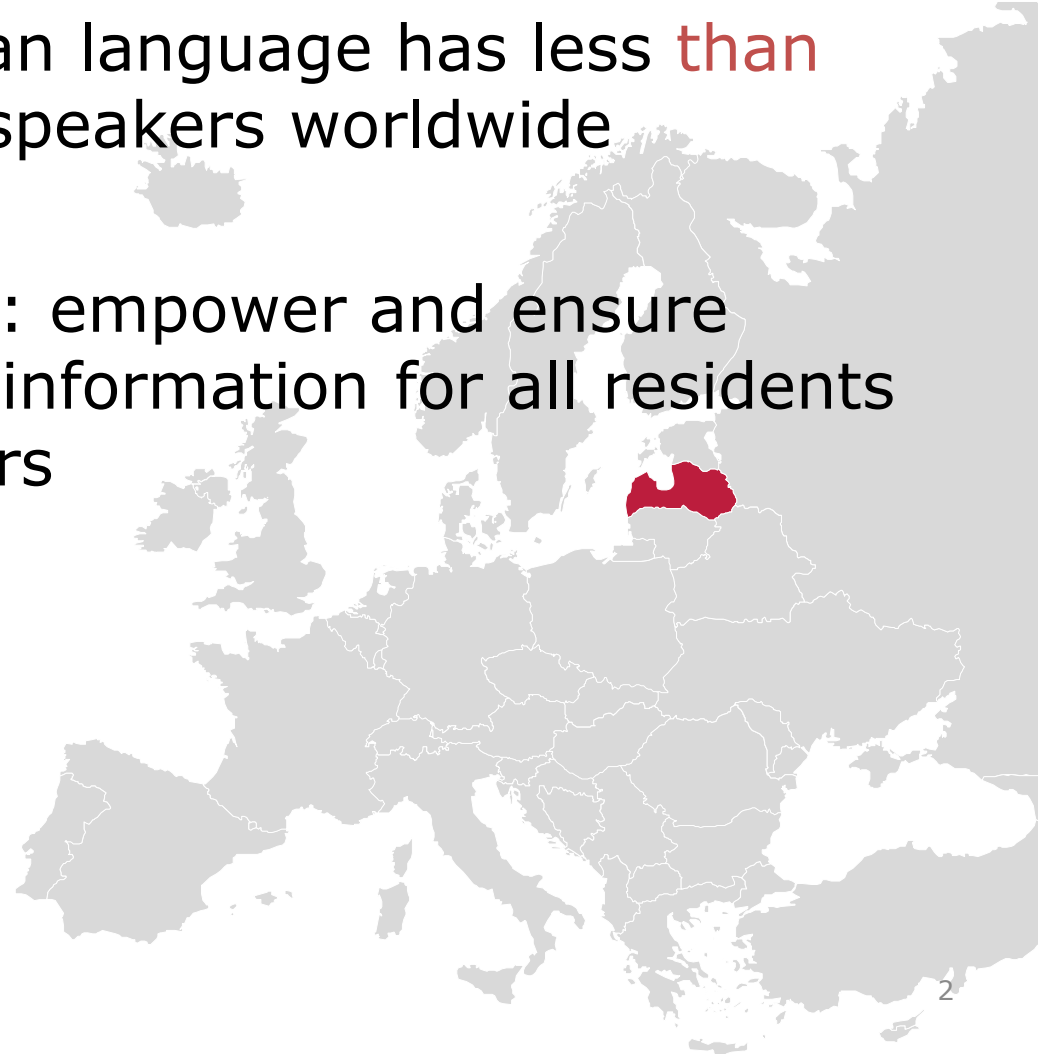 an language has less than
speakers worldwide
: empower and ensure
information for all residents
rs
2